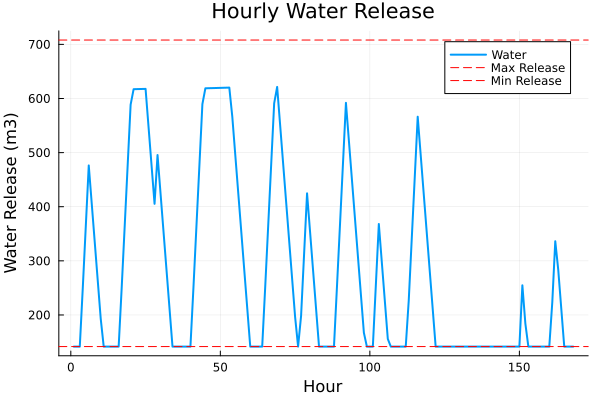 Hourly Water Release
Water Release (m3)
700
600
500
400
300
200
Water
Max Release
Min Release
0
50
100
150
Hour